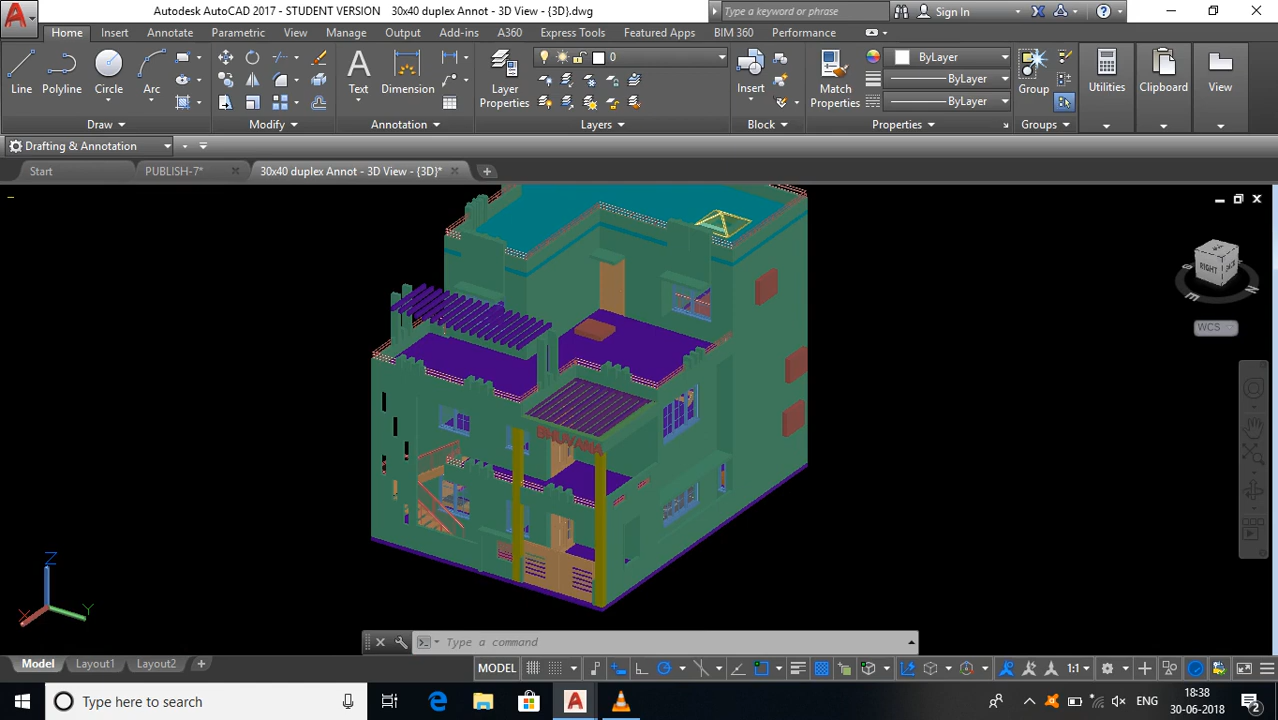 Autodesk AutoCAD 2017 - STUDENT VERSION 30x40 duplex Annot - 3D View - {3D}.dwg
Type a keyword or phrase
Sign In
Home Insert Annotate Parametric View Manage Output Add-ins A360 Express Tools Featured Apps BIM 360 Performance
0
ByLayer
ByLayer
ByLayer
Line Polyline Circle Arc
Text Dimension
Layer Properties
Insert
Match Properties
Group
Utilities
Clipboard
View
Draw Modify Annotation Layers Block Properties Groups
Drafting & Annotation
Start PUBLISH-7* 30x40 duplex Annot - 3D View - {3D}*
RIGHT
WCS
Z
X
Y
Type a command
Model Layout1 Layout2
MODEL
1:1
Type here to search
ENG
18:38
30-06-2018
2